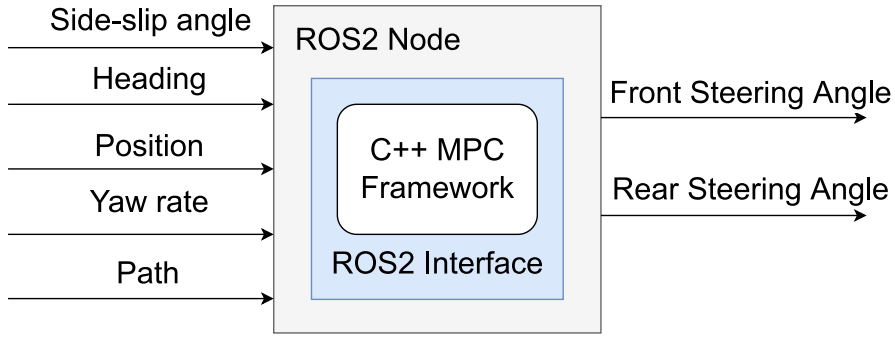 Side-slip angle
Heading
Position
Yaw rate
Path
ROS2 Node
C++ MPC
Framework
ROS2 Interface
Front Steering Angle
Rear Steering Angle